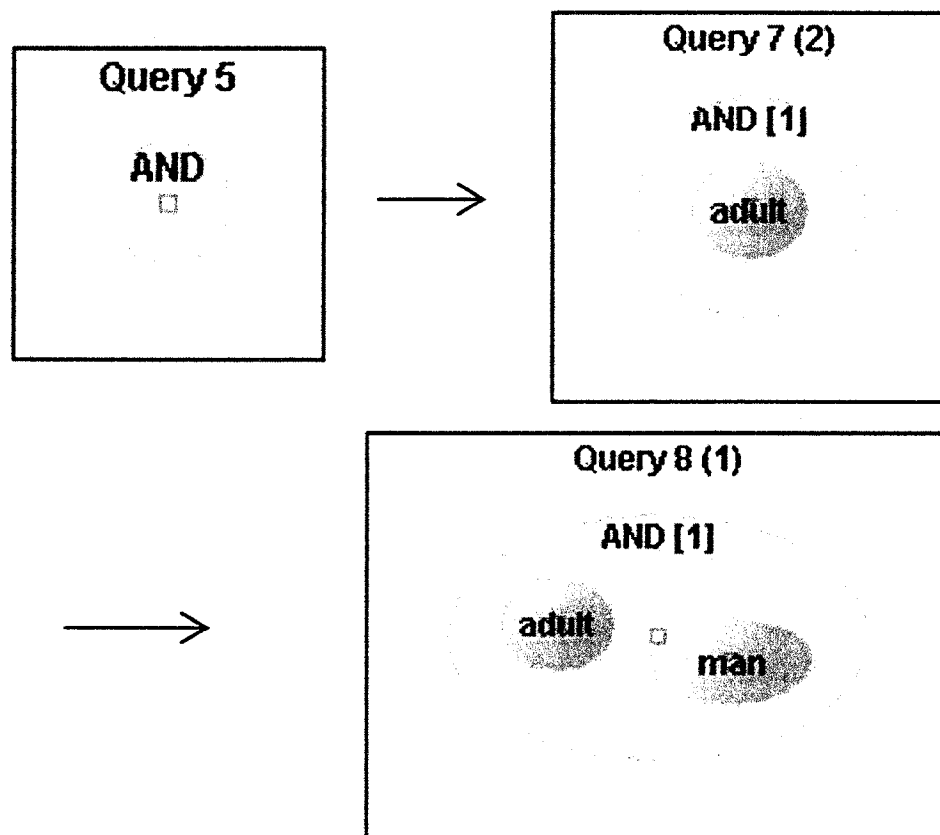 Query 5
AND
Query 7 (2)
AND [1]
adult
Query 8 (1)
AND [1]
adult
man